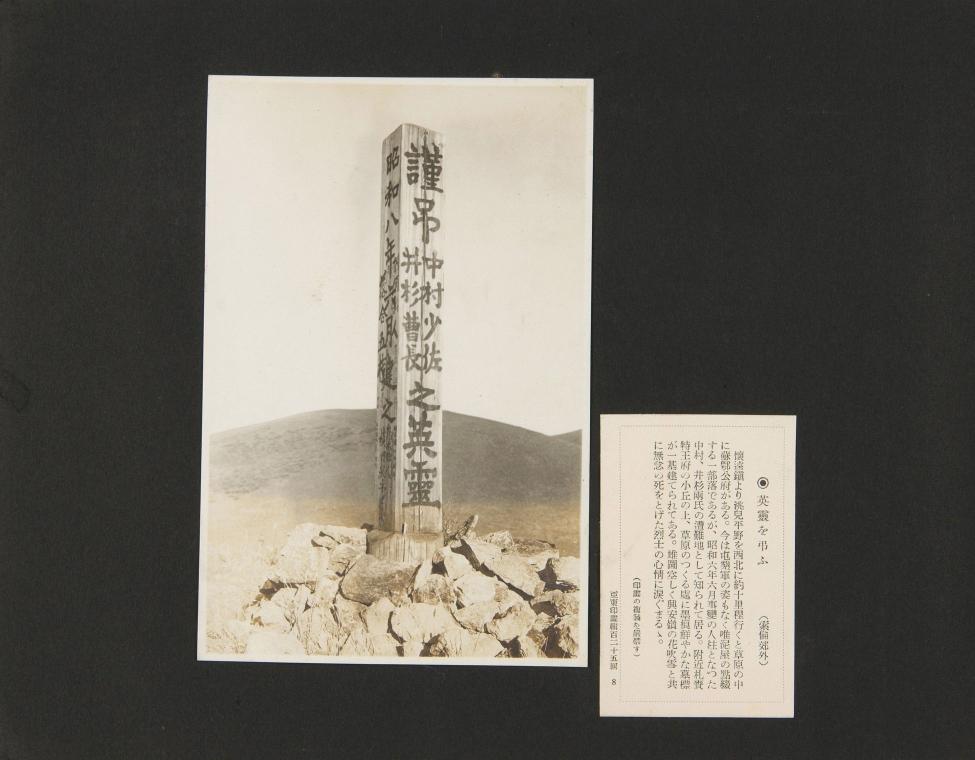 謹弔
中村少佐
井杉曹長
之英靈
昭和八年
建之
◉英靈を弔ふ
（索倫郊外）
懷遠鎭より洮兒平野を西北に約十里程行くと草原の中
に蘇鄂公府がある。今は屯墾軍の姿もなく唯泥屋の點綴
する一部落であるが、昭和六年六月事變の人柱となつた
中村、井杉兩氏の遭難地として知られて居る。附近札賚
特王府の小丘の上、草原のつくる處に墨痕鮮やかな墓標
が一基建てられてある。雄圖空しく興安嶺の花吹雪と共
に無念の死をとげた烈士の心情に淚ぐまるゝ。
（印畫の複製を嚴禁す）
亞東印畫輯百二十五回 8